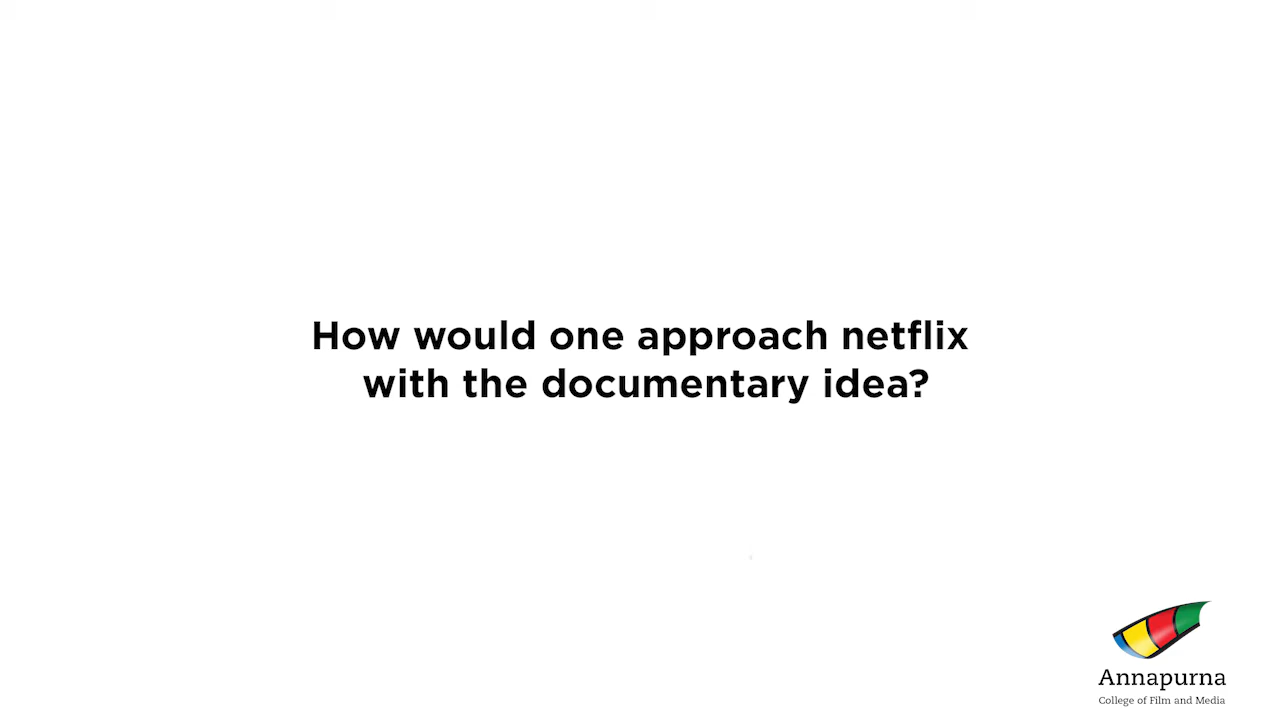 How would one approach netflix
with the documentary idea?
Annapurna
College of Film and Media